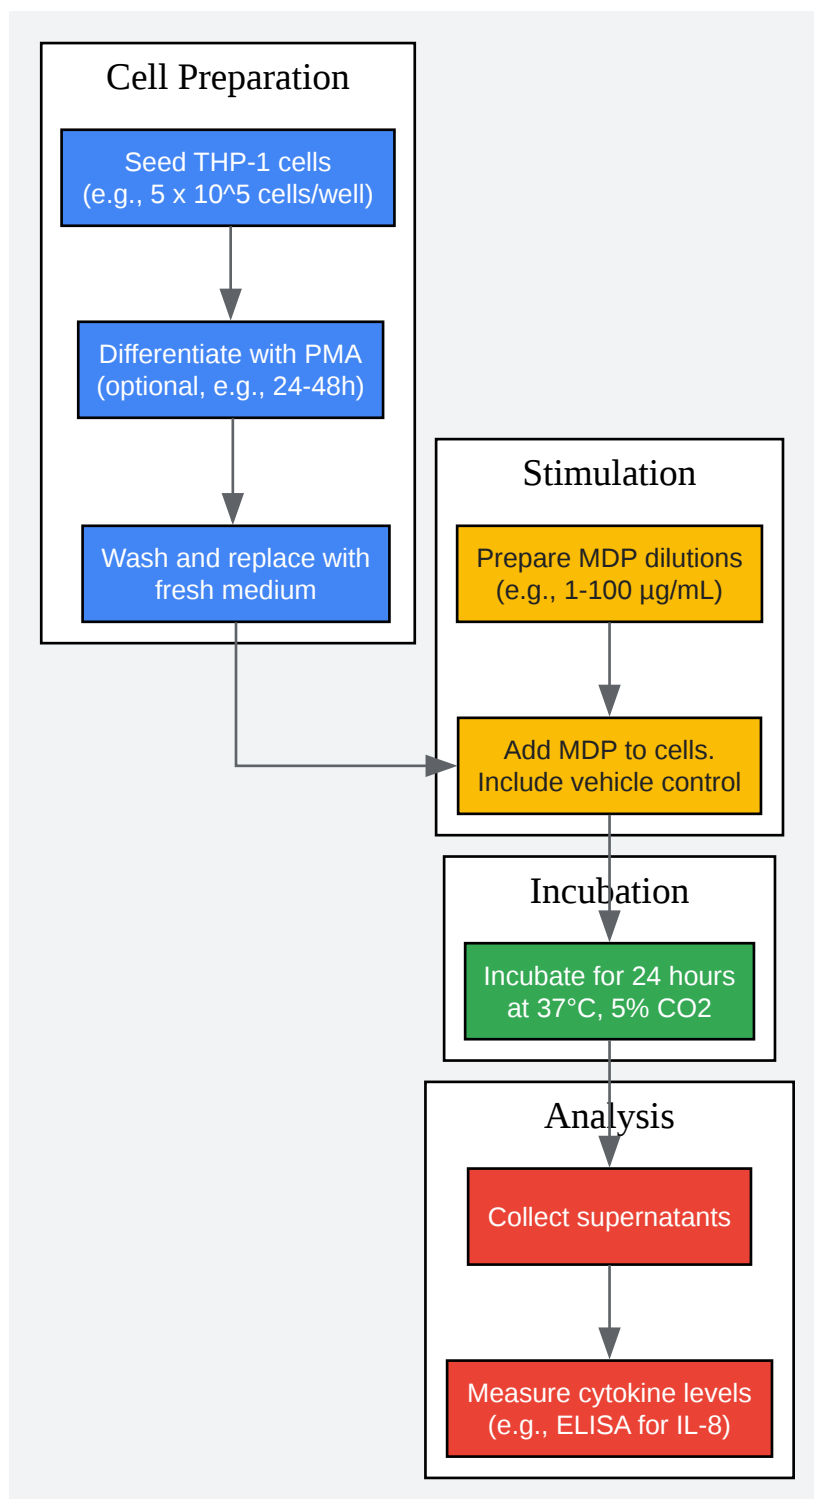 Cell Preparation
Seed THP-1 cells
(e.g., 5 x 10^5 cells/well)
Differentiate with PMA
(optional, e.g., 24-48h)
Wash and replace with
fresh medium
Stimulation
Prepare MDP dilutions
(e.g., 1-100 µg/mL)
Add MDP to cells.
Include vehicle control
Incubation
Incubate for 24 hours
at 37°C, 5% CO2
Analysis
Collect supernatants
Measure cytokine levels
(e.g., ELISA for IL-8)